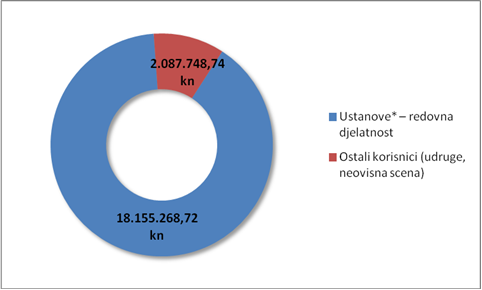 2.087.748,74
kn
18.155.268,72
kn
Ustanove* – redovna
djelatnost
Ostali korisnici (udruge,
neovisna scena)